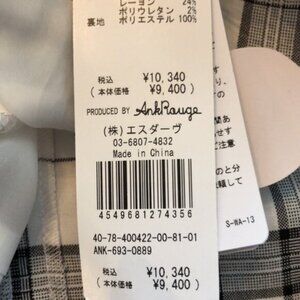 レーヨン 24%
ポリウレタン 2%
裏地 ポリエステル 100%
税込 ¥10,340
(本体価格 ¥9,400)
PRODUCED BY Ank Rouge
(株)エスダーヴ
03-6807-4832
Made in China
4549681274356
40-78-400422-00-81-01
ANK-693-0889
税込 ¥10,340
(本体価格 ¥9,400)
S-WA-13